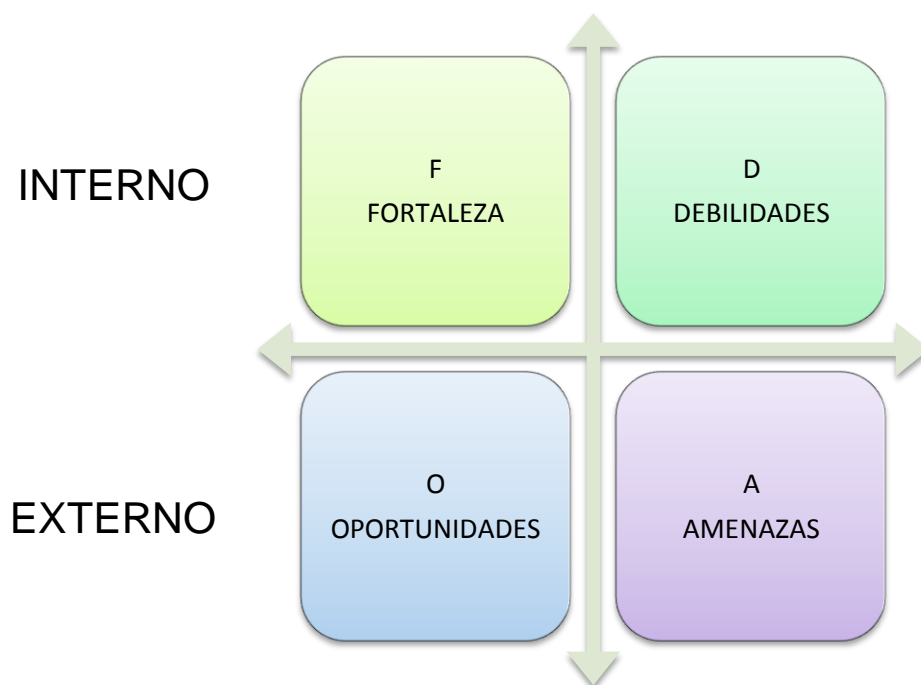 INTERNO
F
FORTALEZA
D
DEBILIDADES
EXTERNO
O
OPORTUNIDADES
A
AMENAZAS